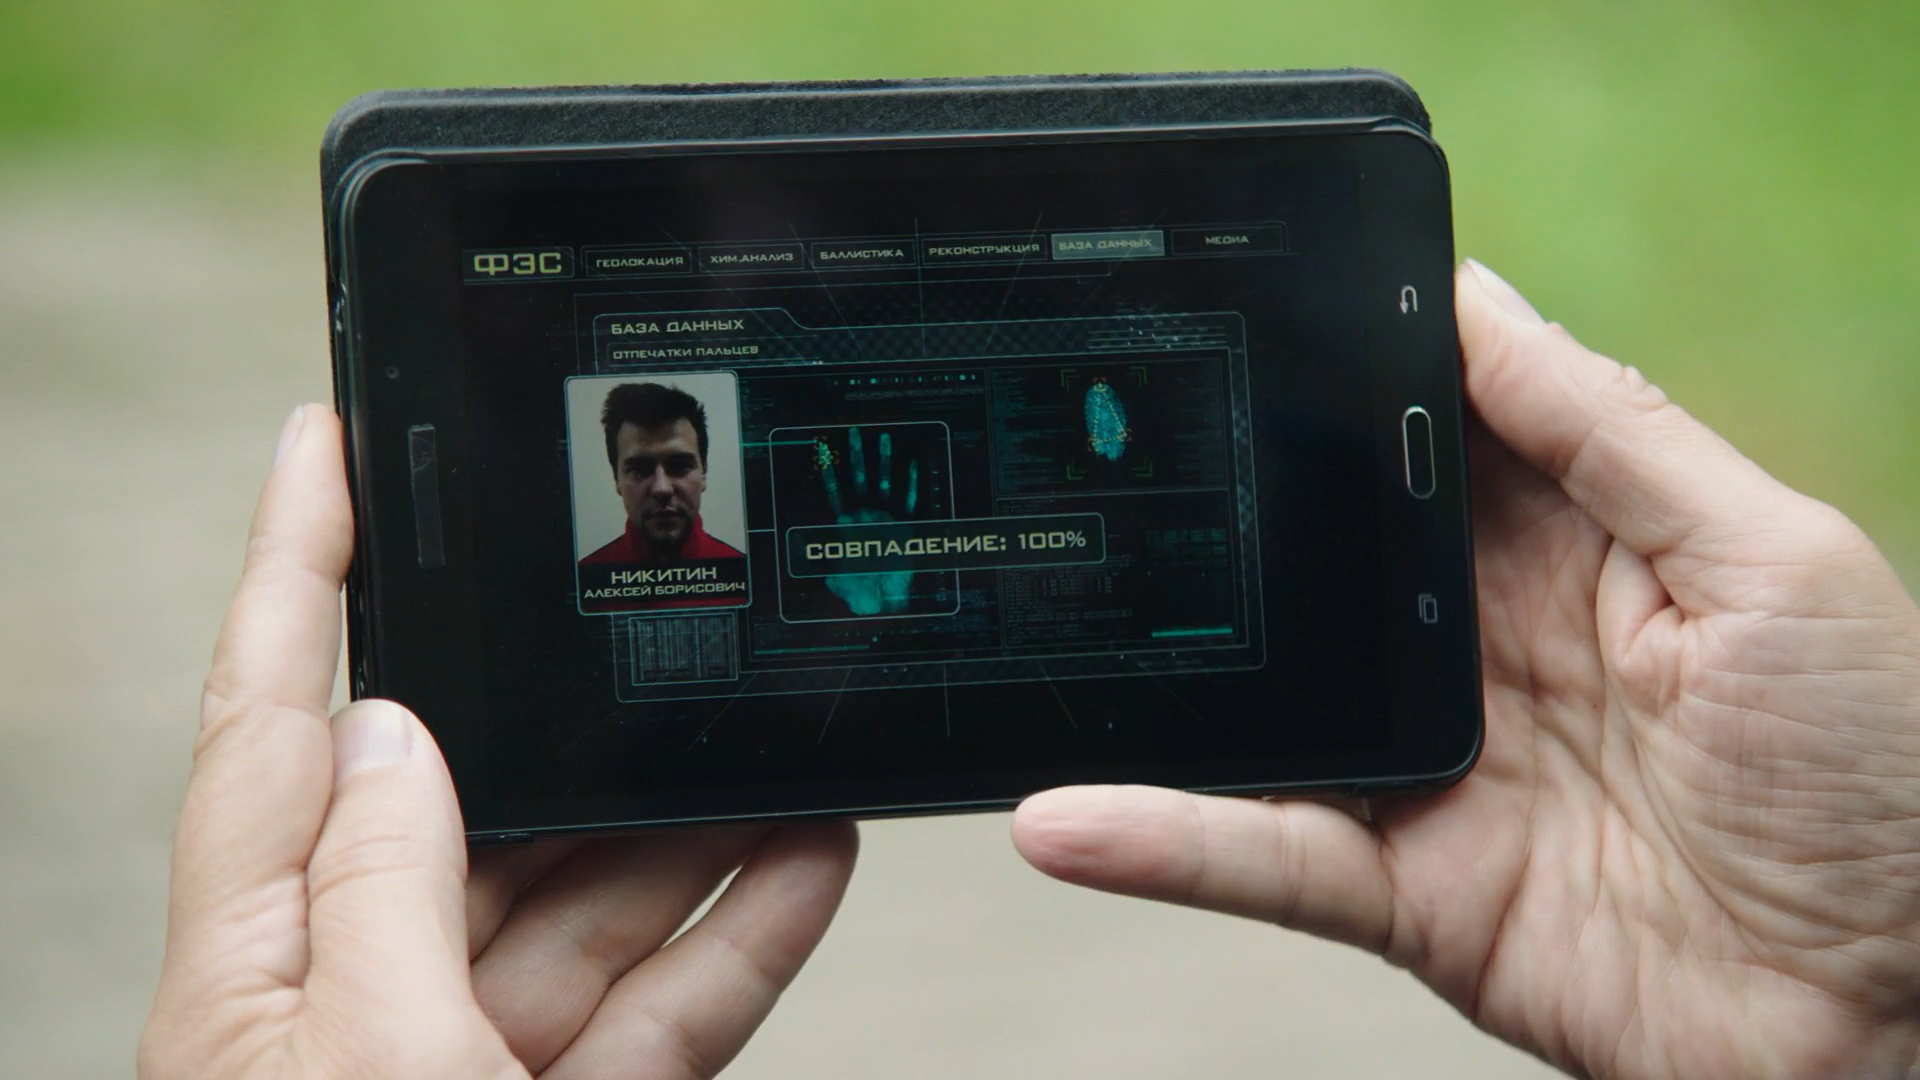 ФЭС
ГЕОЛОКАЦИЯ
ХИМ.АНАЛИЗ
БАЛЛИСТИКА
РЕКОНСТРУКЦИЯ
БАЗА ДАННЫХ
МЕДИА
БАЗА ДАННЫХ
ОТПЕЧАТКИ ПАЛЬЦЕВ
СОВПАДЕНИЕ: 100%
НИКИТИН
АЛЕКСЕЙ БОРИСОВИЧ